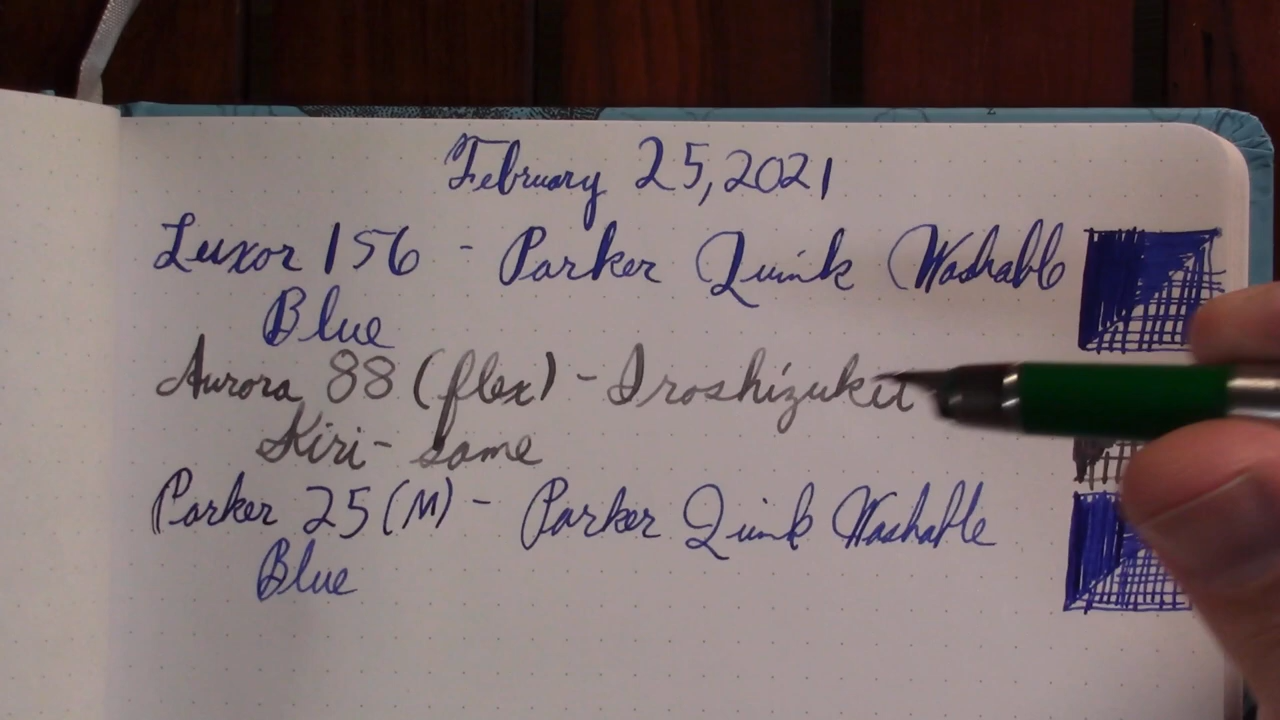 February 25, 2021
Luxor 156 - Parker Quink Washable
Blue
Aurora 88 (flex) - Iroshizuku
Kiri-same
Parker 25 (M) - Parker Quink Washable
Blue